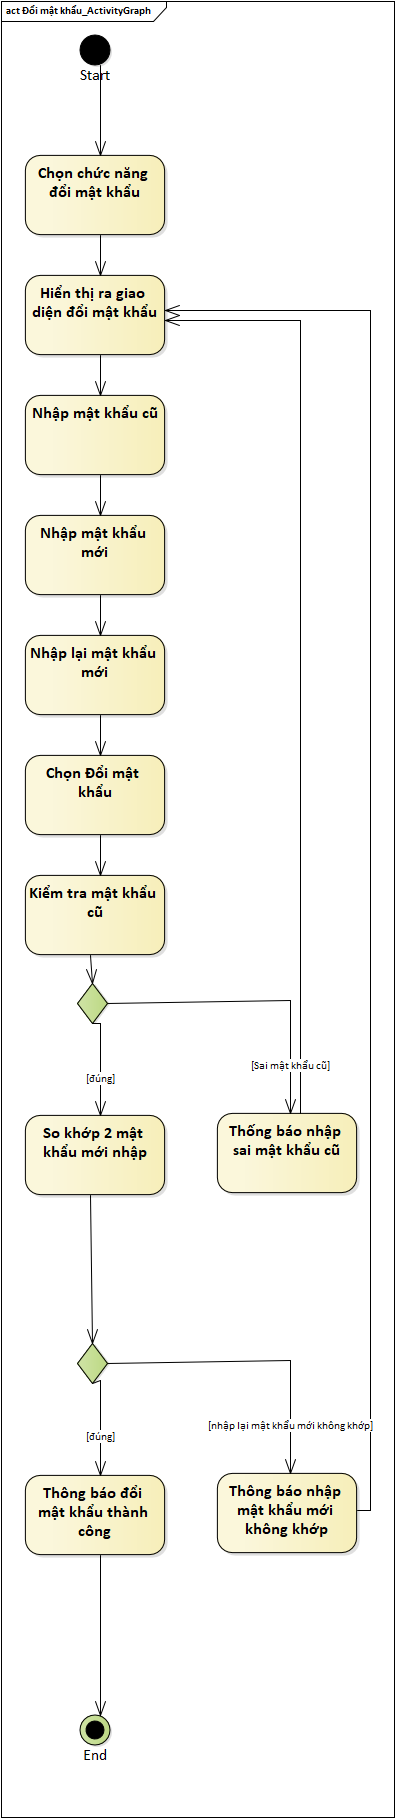 act Đổi mật khẩu_ActivityGraph
Start
Chọn chức năng
đổi mật khẩu
Hiển thị ra giao
diện đổi mật khẩu
Nhập mật khẩu cũ
Nhập mật khẩu
mới
Nhập lại mật khẩu
mới
Chọn Đổi mật
khẩu
Kiểm tra mật khẩu
cũ
[Sai mật khẩu cũ]
[đúng]
So khớp 2 mật
khẩu mới nhập
Thống báo nhập
sai mật khẩu cũ
[nhập lại mật khẩu mới không khớp]
[đúng]
Thông báo đổi
mật khẩu thành
công
Thông báo nhập
mật khẩu mới
không khớp
End